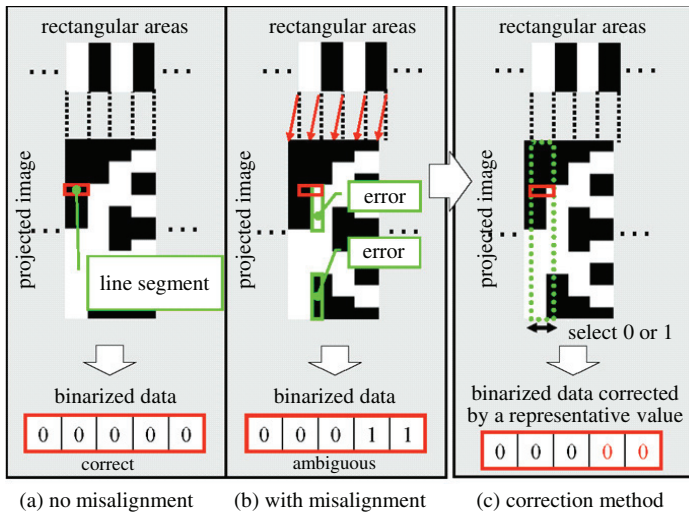 rectangular areas
projected image
line segment
binarized data
0 0 0 0 0
correct
(a) no misalignment
rectangular areas
projected image
error
error
binarized data
0 0 0 1 1
ambiguous
(b) with misalignment
rectangular areas
projected image
select 0 or 1
binarized data corrected
by a representative value
0 0 0 0 0
(c) correction method